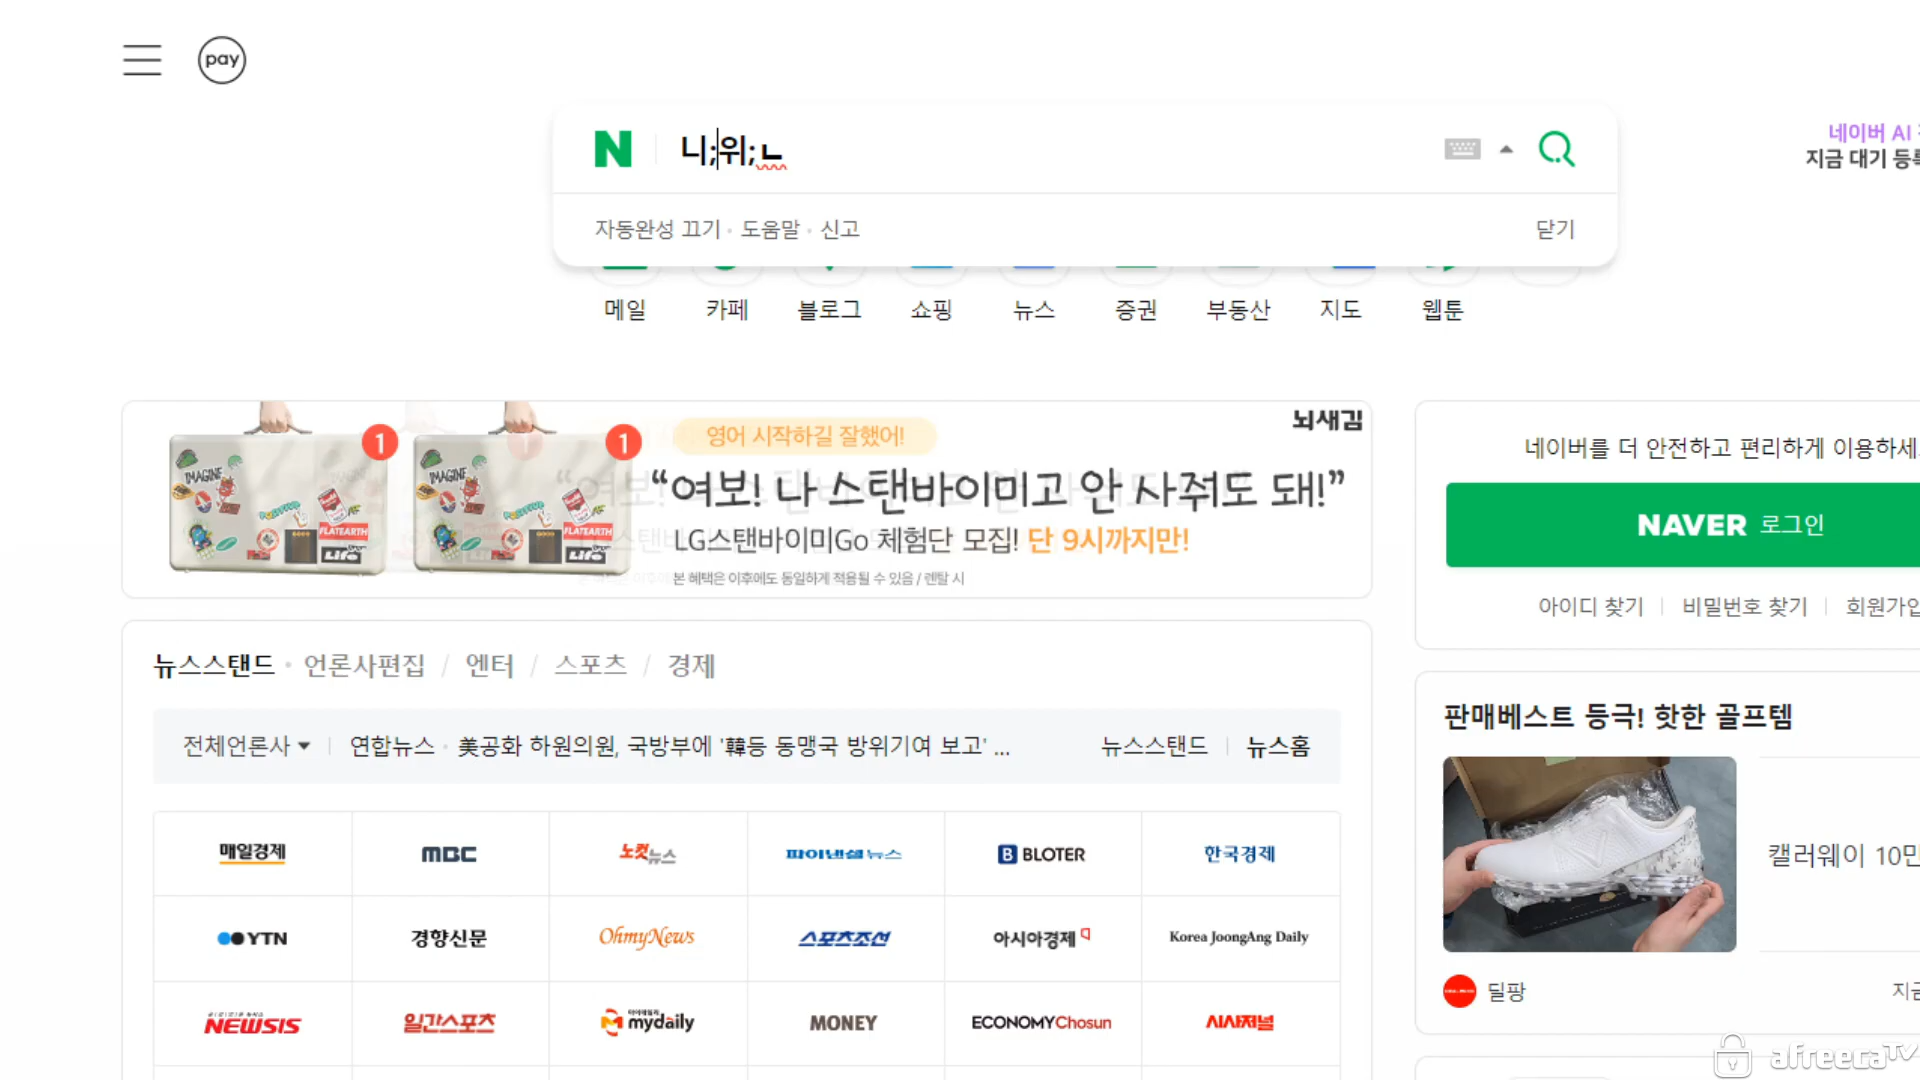 pay
N 니;위;ㄴ
네이버 AI
지금 대기 등록
자동완성 끄기 · 도움말 · 신고 닫기
메일 카페 블로그 쇼핑 뉴스 증권 부동산 지도 웹툰
뇌새김
영어 시작하길 잘했어!
“여보! 나 스탠바이미고 안 사줘도 돼!”
LG스탠바이미Go 체험단 모집! 단 9시까지만!
본 혜택은 이후에도 동일하게 적용될 수 있음 / 렌탈 시
1 1
IMAGINE IMAGINE
FLATEARTH FLATEARTH
네이버를 더 안전하고 편리하게 이용하세
NAVER 로그인
아이디 찾기 비밀번호 찾기 회원가입
뉴스스탠드 · 언론사편집 / 엔터 / 스포츠 / 경제
전체언론사 연합뉴스 · 美공화 하원의원, 국방부에 '韓등 동맹국 방위기여 보고' ... 뉴스스탠드 뉴스홈
매일경제 MBC 노컷뉴스 파이낸셜뉴스 BLOTER 한국경제
YTN 경향신문 OhmyNews 스포츠조선 아시아경제 Korea JoongAng Daily
NEWSIS 일간스포츠 mydaily MONEY ECONOMYChosun 시사저널
판매베스트 등극! 핫한 골프템
캘러웨이 10만
딜팡
지금
afreecaTV